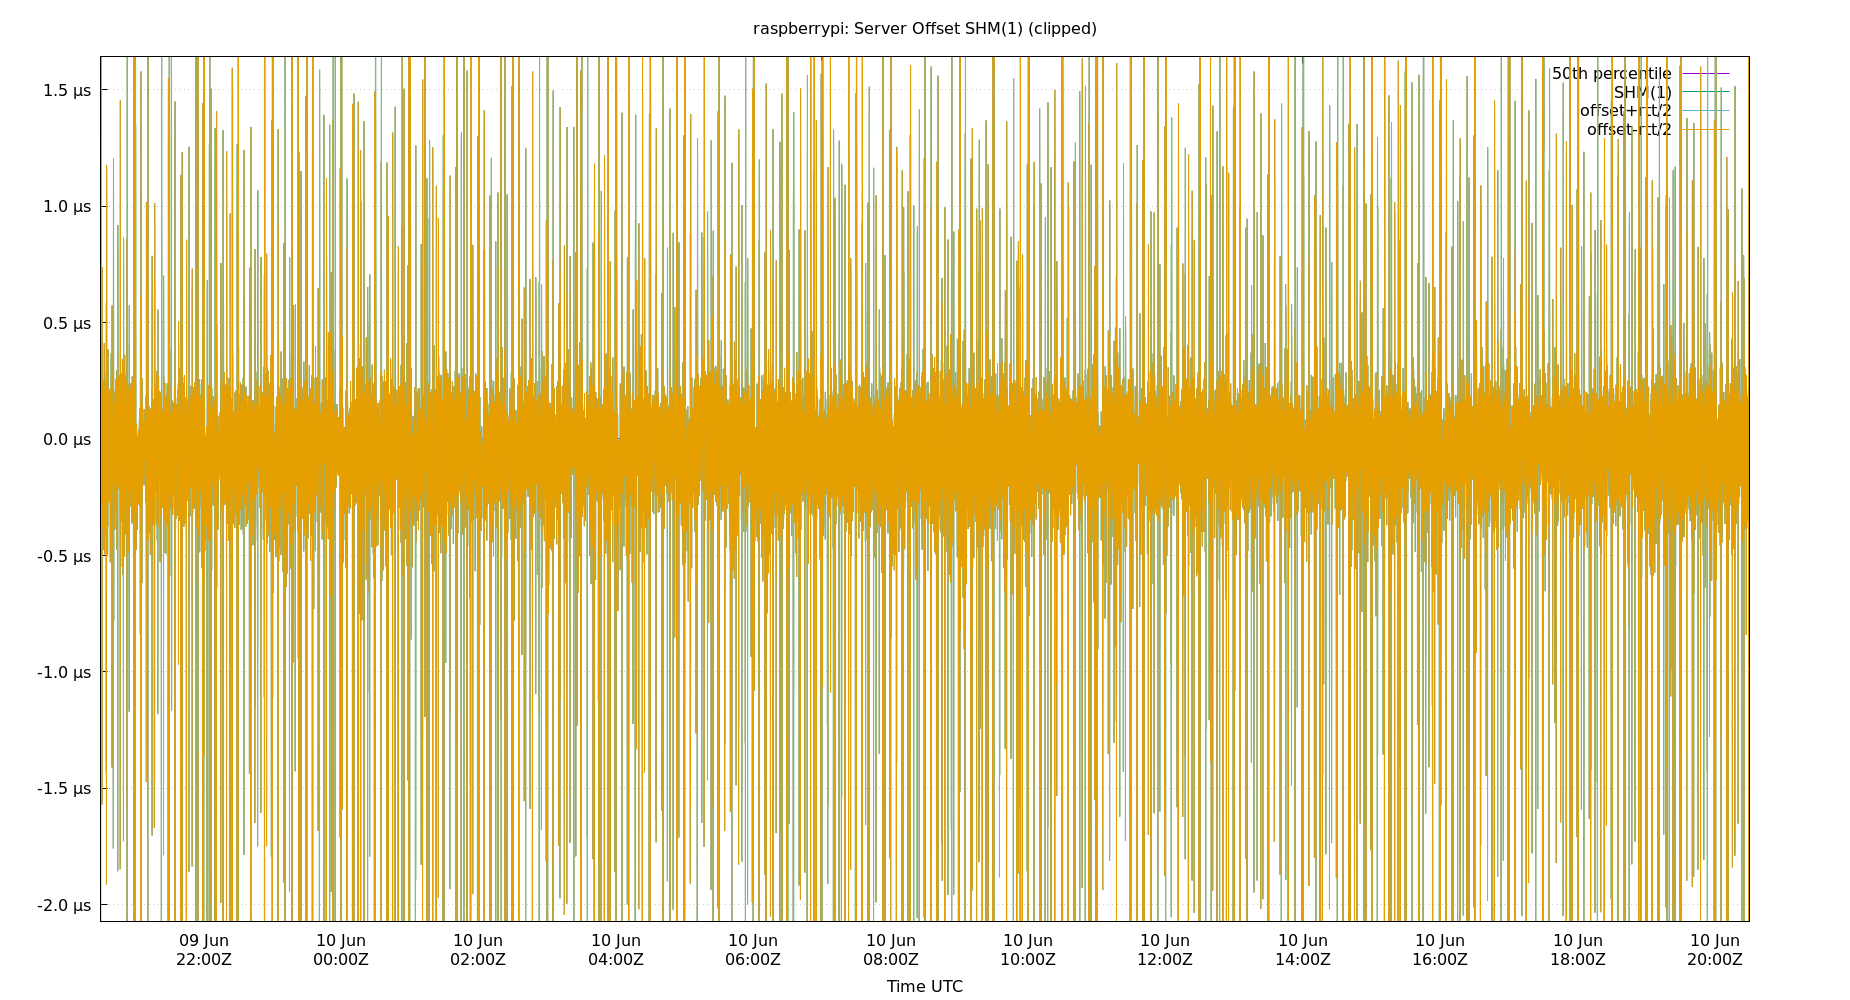 raspberrypi: Server Offset SHM(1) (clipped)
50th percentile
SHM(1)
offset+rtt/2
offset-rtt/2
1.5 µs
1.0 µs
0.5 µs
0.0 µs
-0.5 µs
-1.0 µs
-1.5 µs
-2.0 µs
09 Jun 10 Jun 10 Jun 10 Jun 10 Jun 10 Jun 10 Jun 10 Jun 10 Jun 10 Jun 10 Jun 10 Jun
22:00Z 00:00Z 02:00Z 04:00Z 06:00Z 08:00Z 10:00Z 12:00Z 14:00Z 16:00Z 18:00Z 20:00Z
Time UTC